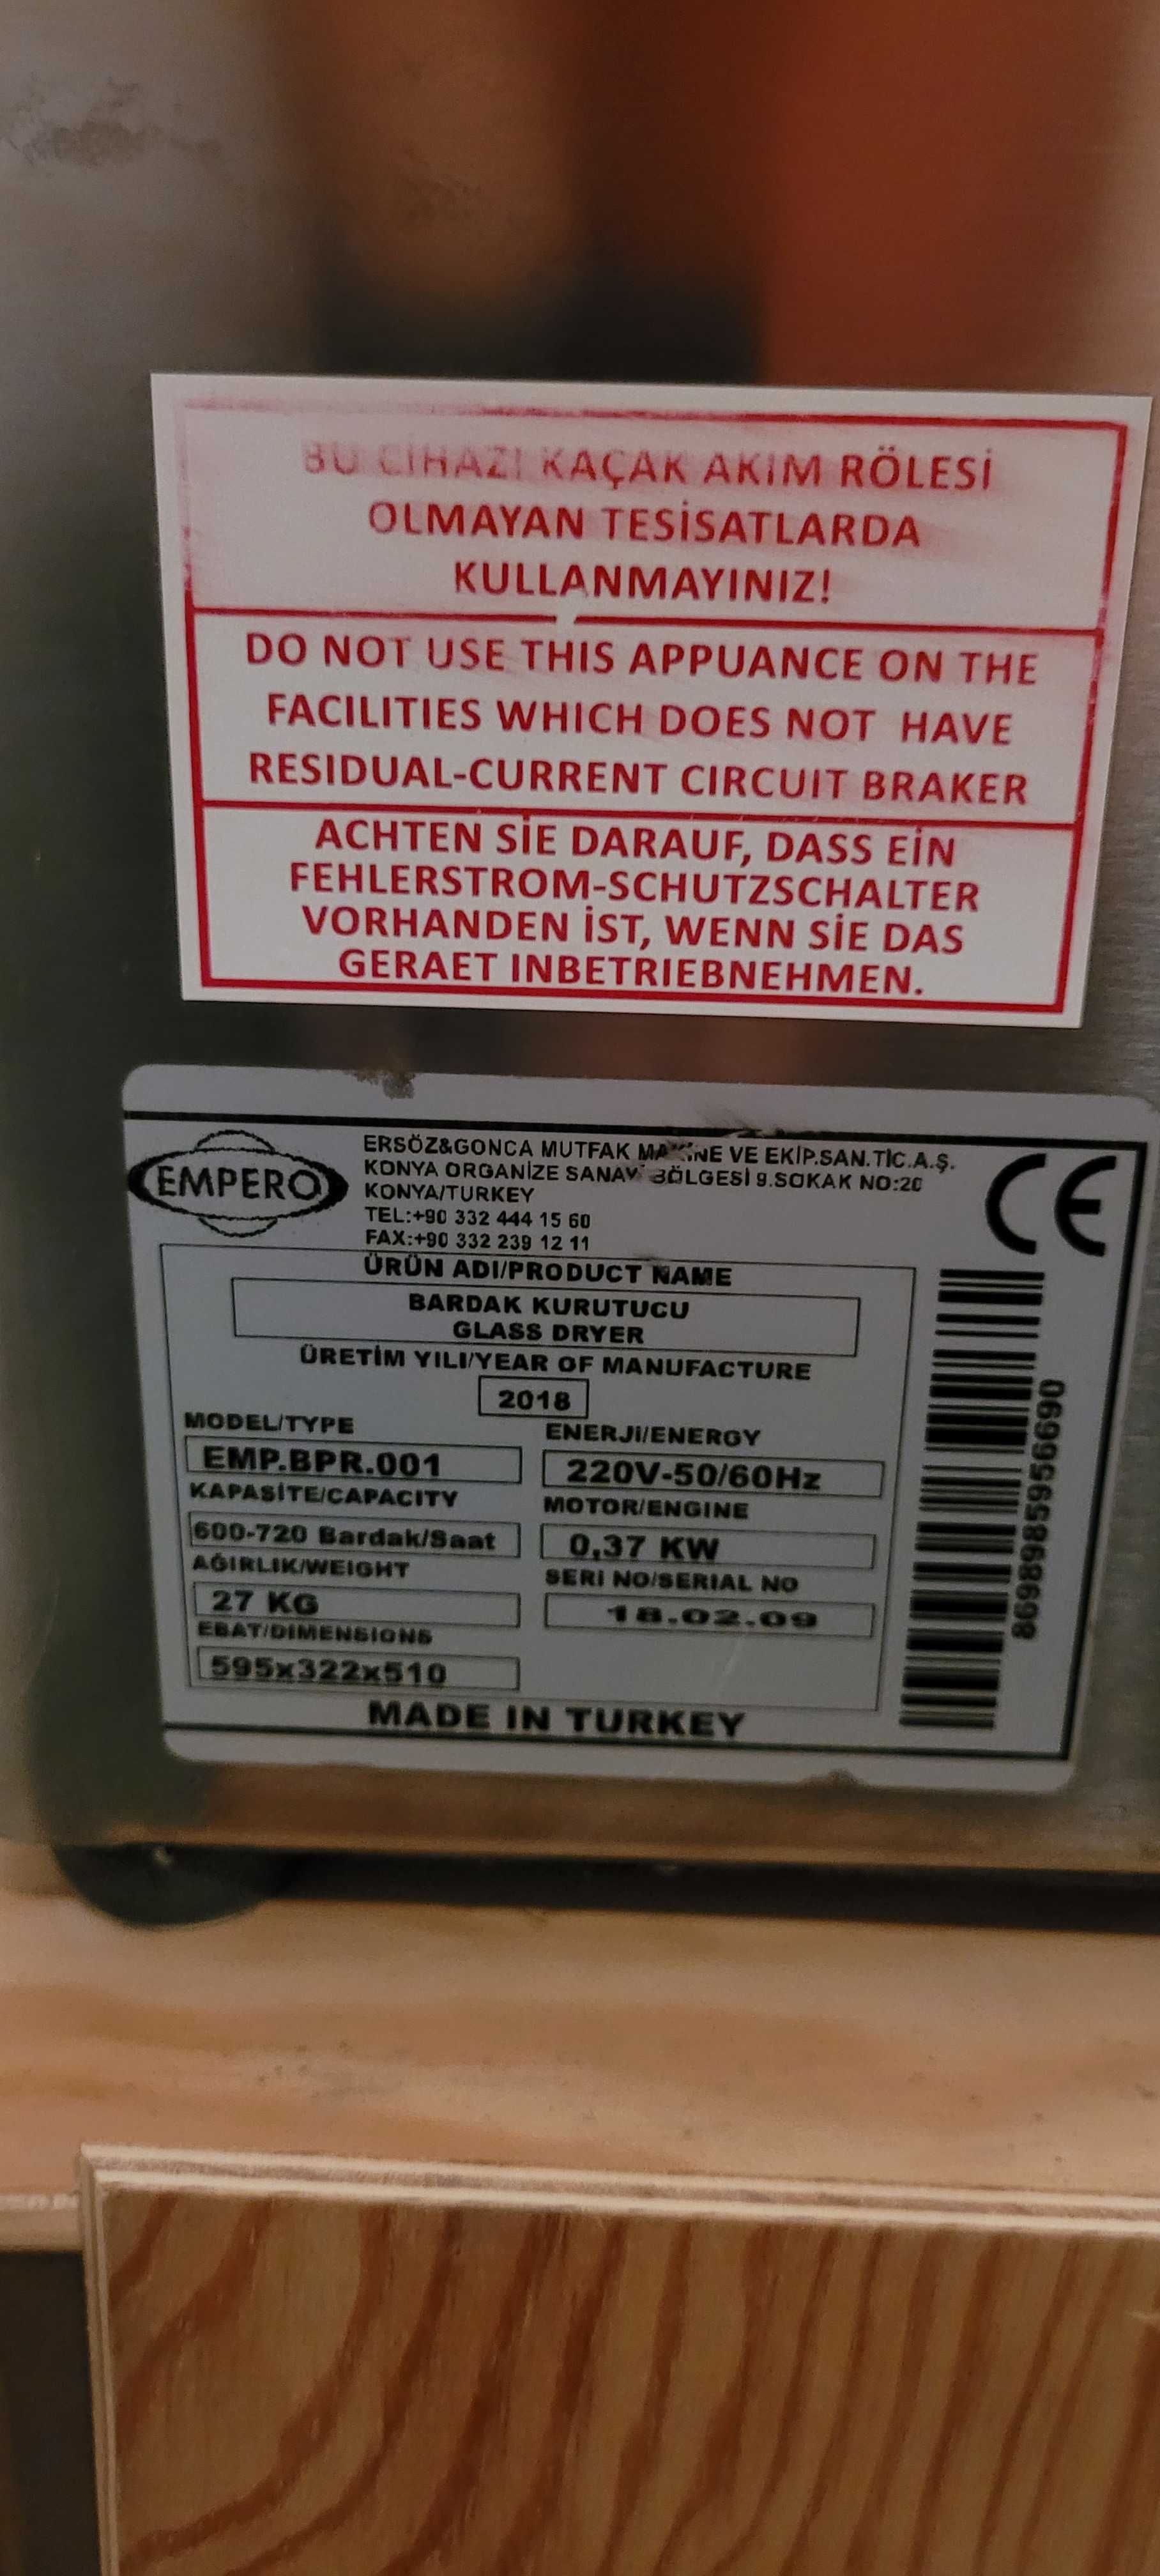 BU CİHAZI KAÇAK AKIM RÖLESİ
OLMAYAN TESİSATLARDA
KULLANMAYINIZ!
DO NOT USE THIS APPUANCE ON THE
FACILITIES WHICH DOES NOT HAVE
RESIDUAL-CURRENT CIRCUIT BRAKER
ACHTEN SİE DARAUF, DASS EİN
FEHLERSTROM-SCHUTZSCHALTER
VORHANDEN İST, WENN SİE DAS
GERAET INBETRIEBNEHMEN.
EMPERO
ERSÖZ&GONCA MUTFAK MAKİNE VE EKİP.SAN.TİC.A.Ş.
KONYA ORGANİZE SANAYİ BÖLGESİ 9.SOKAK NO:20
KONYA/TURKEY
TEL:+90 332 444 15 60
FAX:+90 332 239 12 11
CE
ÜRÜN ADI/PRODUCT NAME
BARDAK KURUTUCU
GLASS DRYER
ÜRETİM YILI/YEAR OF MANUFACTURE
2018
MODEL/TYPE
EMP.BPR.001
ENERJİ/ENERGY
220V-50/60Hz
KAPASİTE/CAPACITY
600-720 Bardak/Saat
MOTOR/ENGINE
0,37 KW
AĞIRLIK/WEIGHT
27 KG
SERI NO/SERIAL NO
18.02.09
EBAT/DIMENSIONS
595x322x510
MADE IN TURKEY
8698985956690